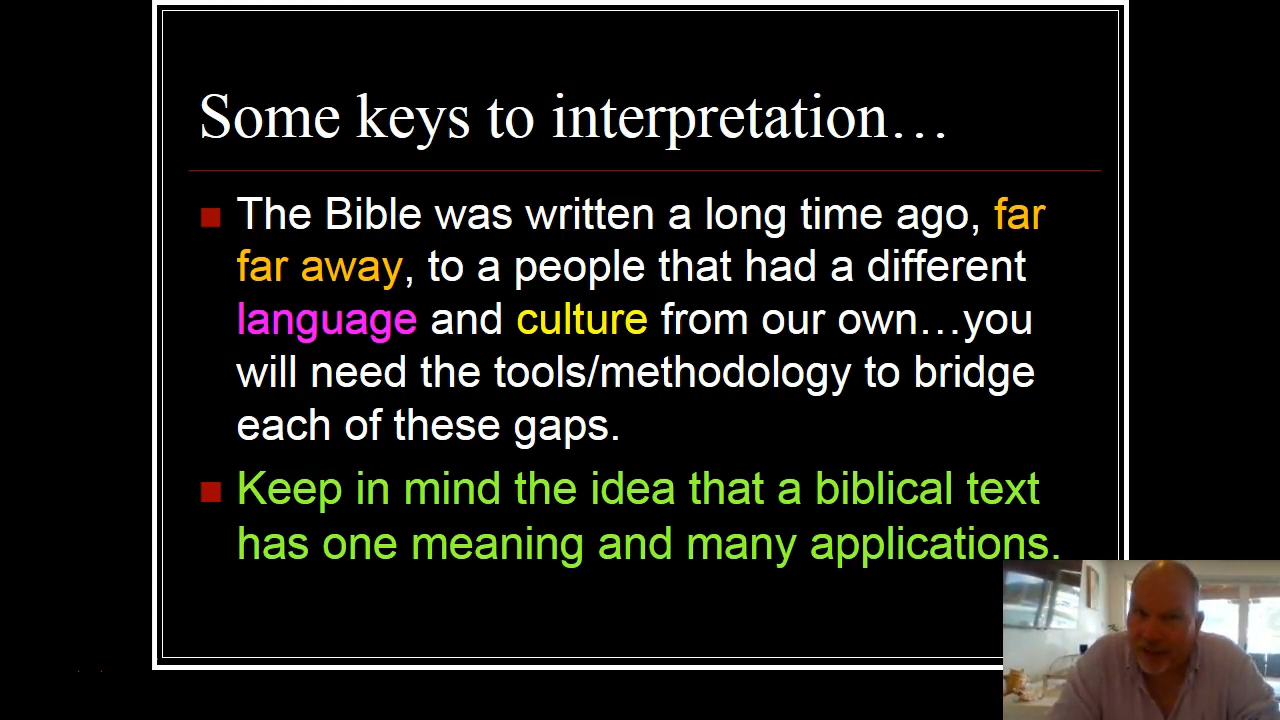 Some keys to interpretation…
The Bible was written a long time ago, far
far away, to a people that had a different
language and culture from our own…you
will need the tools/methodology to bridge
each of these gaps.
Keep in mind the idea that a biblical text
has one meaning and many applications.